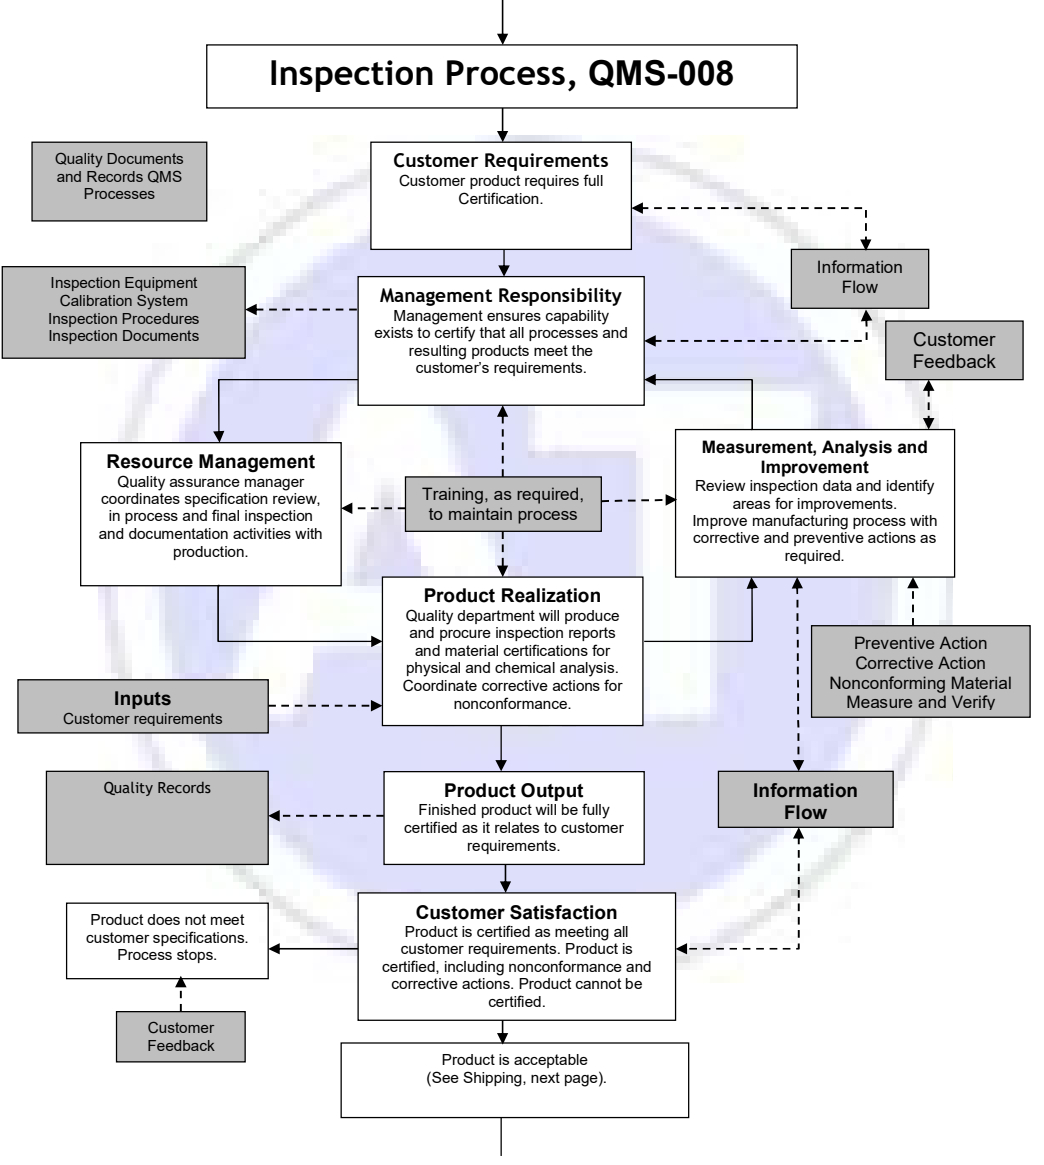 Inspection Process, QMS-008
Quality Documents
and Records QMS
Processes
Customer Requirements
Customer product requires full
Certification.
Information
Flow
Inspection Equipment
Calibration System
Inspection Procedures
Inspection Documents
Management Responsibility
Management ensures capability
exists to certify that all processes and
resulting products meet the
customer's requirements.
Customer
Feedback
Resource Management
Quality assurance manager
coordinates specification review,
in process and final inspection
and documentation activities with
production.
Training, as required,
to maintain process
Measurement, Analysis and
Improvement
Review inspection data and identify
areas for improvements.
Improve manufacturing process with
corrective and preventive actions as
required.
Product Realization
Quality department will produce
and procure inspection reports
and material certifications for
physical and chemical analysis.
Coordinate corrective actions for
nonconformance.
Preventive Action
Corrective Action
Nonconforming Material
Measure and Verify
Inputs
Customer requirements
Quality Records
Product Output
Finished product will be fully
certified as it relates to customer
requirements.
Information
Flow
Product does not meet
customer specifications.
Process stops.
Customer Satisfaction
Product is certified as meeting all
customer requirements. Product is
certified, including nonconformance and
corrective actions. Product cannot be
certified.
Customer
Feedback
Product is acceptable
(See Shipping, next page).